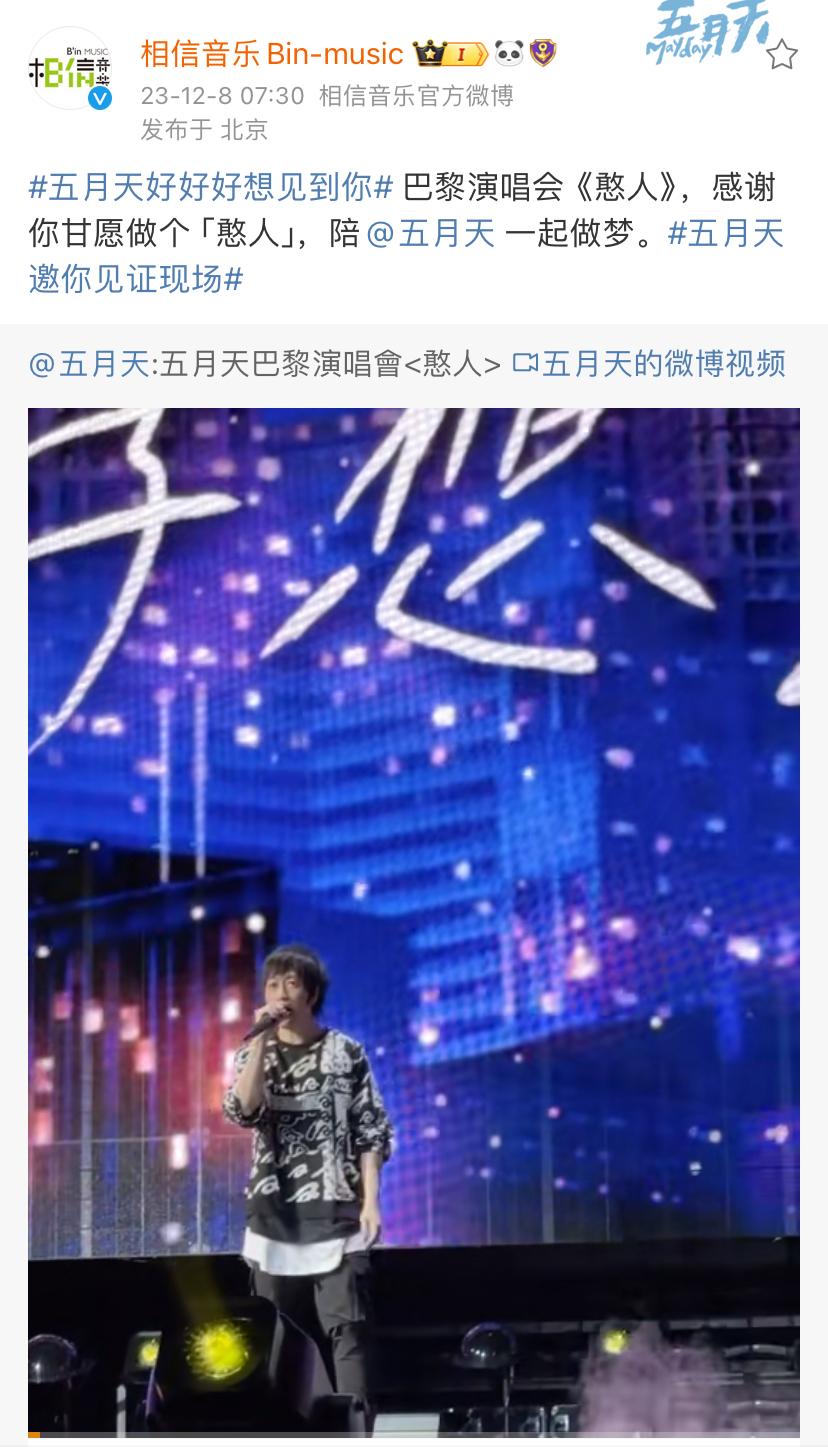 五月天
Mayday
B'in MUSIC
相信音樂
相信音乐Bin-music I
23-12-8 07:30 相信音乐官方微博
发布于 北京
#五月天好好好想见到你# 巴黎演唱会《憨人》，感谢
你甘愿做个「憨人」，陪@五月天 一起做梦。#五月天
邀你见证现场#
@五月天:五月天巴黎演唱會<憨人> 五月天的微博视频